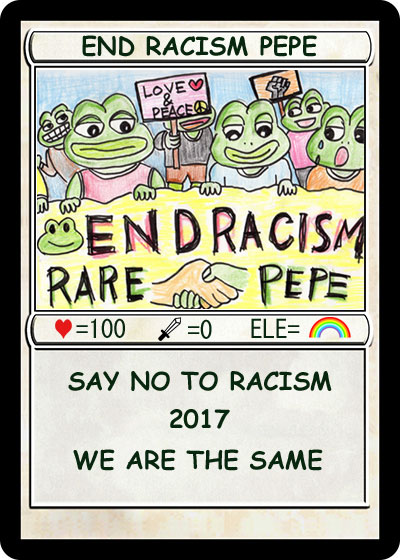 END RACISM PEPE
LOVE
&
PEACE
END RACISM
RARE PEPE
=100 =0 ELE=
SAY NO TO RACISM
2017
WE ARE THE SAME